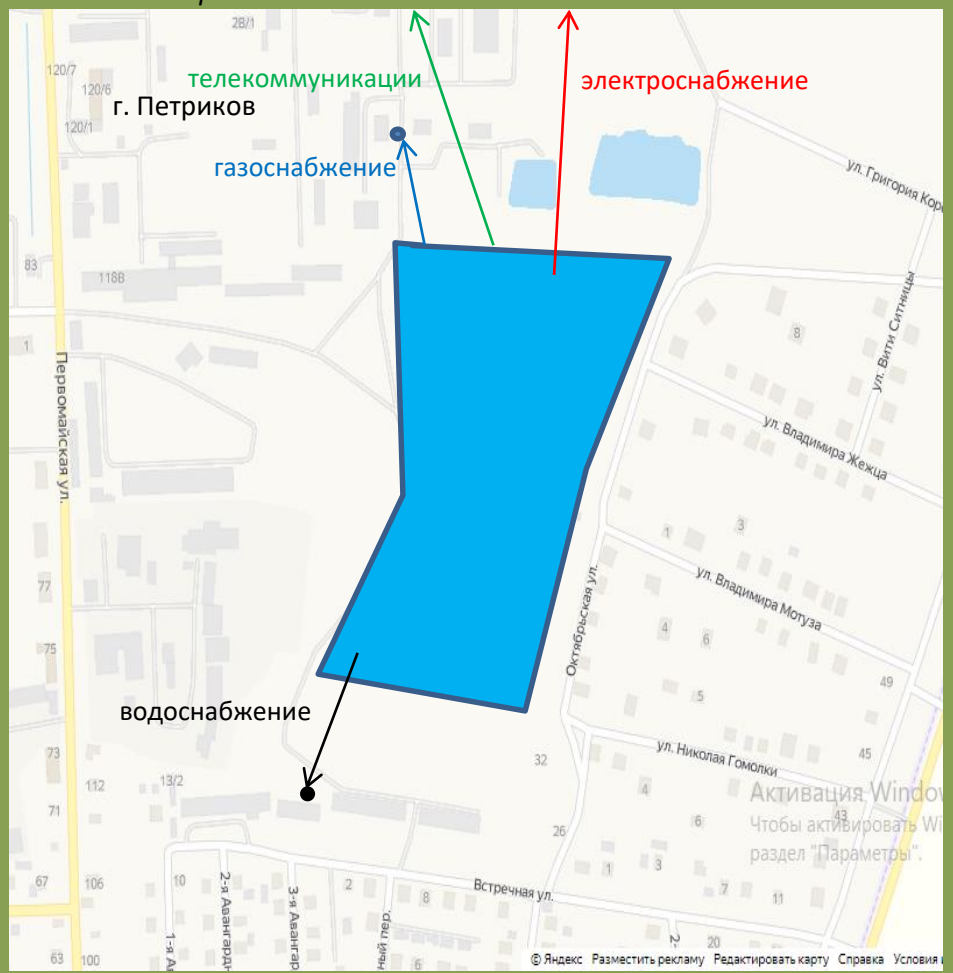 28/1
120/7
телекоммуникации
электроснабжение
120/6
г. Петриков
120/1
газоснабжение
ул. Григория
83
118В
ул. Вити Ситницы
8
1
Первомайская ул.
ул. Владимира Жежца
3
1
77
ул. Владимира Мотуза
Октябрьская ул.
4
6
75
49
5
водоснабжение
73
ул. Николая Гомолки
45
32
13/2
112
4
Активация Window
71
43
6
Чтобы активировать Wi
26
раздел "Параметры".
3
1
67
106
10
2
Встречная ул.
7
8
11
2-я
3-я
1-я
63
100
6
2-
20
© Яндекс Разместить рекламу Редактировать карту Справка Условия